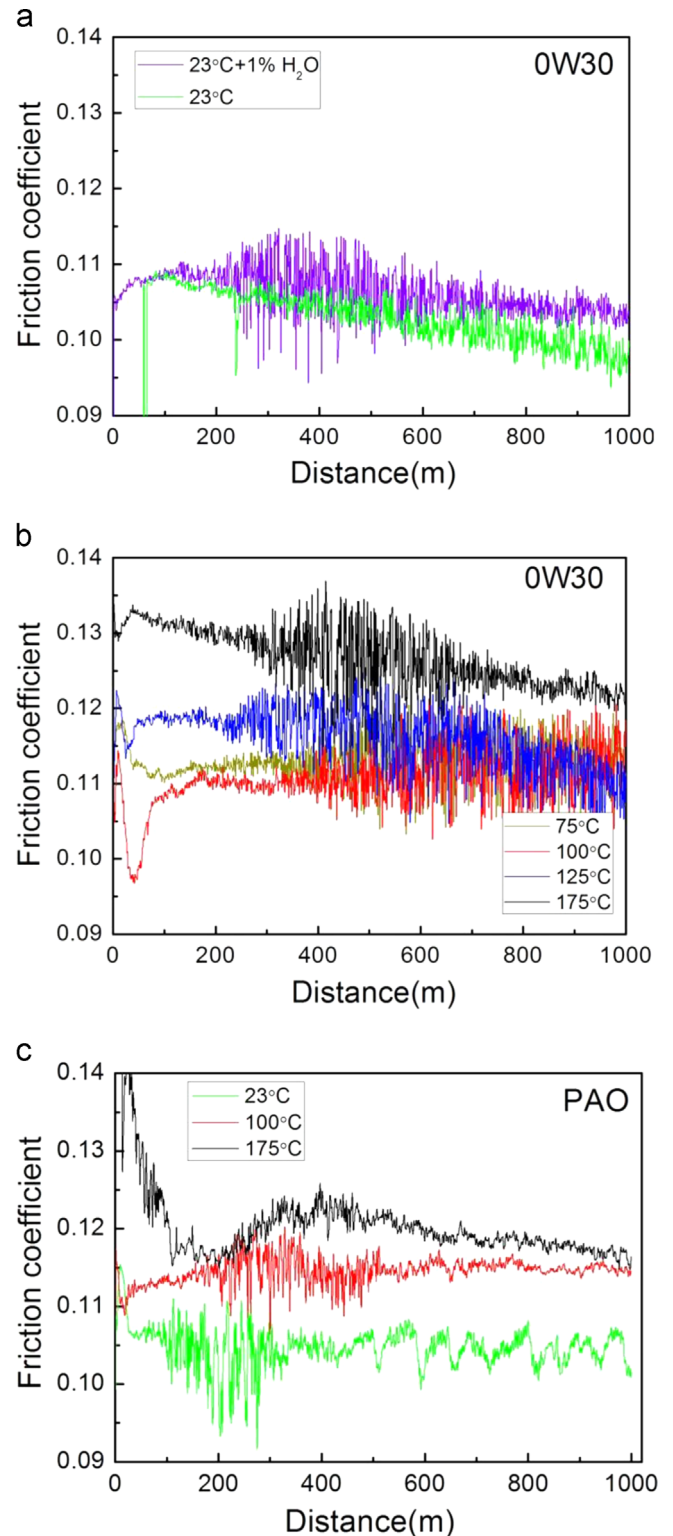 a
0.14
0.13
0.12
0.11
0.10
0.09
Friction coefficient
23°C+1% H₂O
23°C
0W30
0
200
400
600
800
1000
Distance(m)
b
0.14
0.13
0.12
0.11
0.10
0.09
Friction coefficient
0W30
75°C
100°C
125°C
175°C
0
200
400
600
800
1000
Distance(m)
c
0.14
0.13
0.12
0.11
0.10
0.09
Friction coefficient
23°C
100°C
175°C
PAO
0
200
400
600
800
1000
Distance(m)